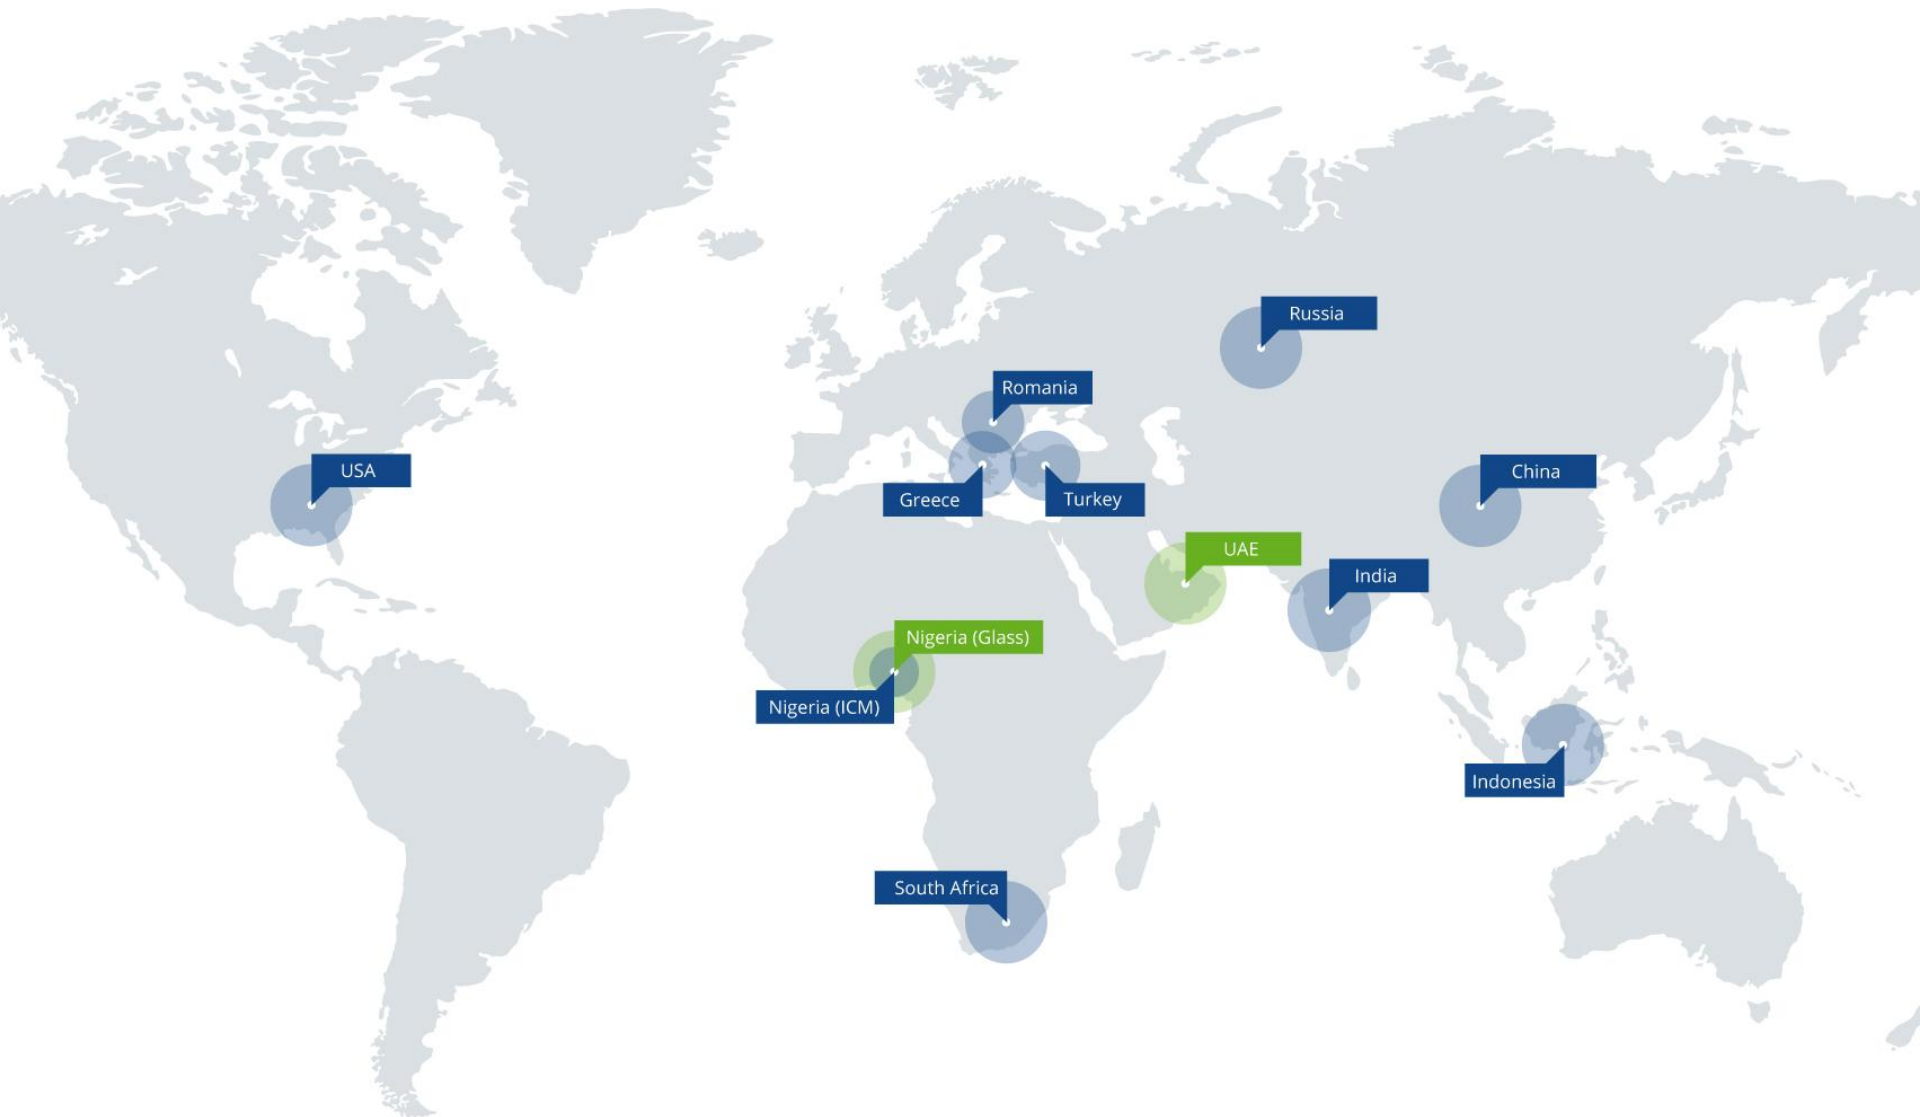 Russia
Romania
USA
China
Greece
Turkey
UAE
India
Nigeria (Glass)
Nigeria (ICM)
Indonesia
South Africa